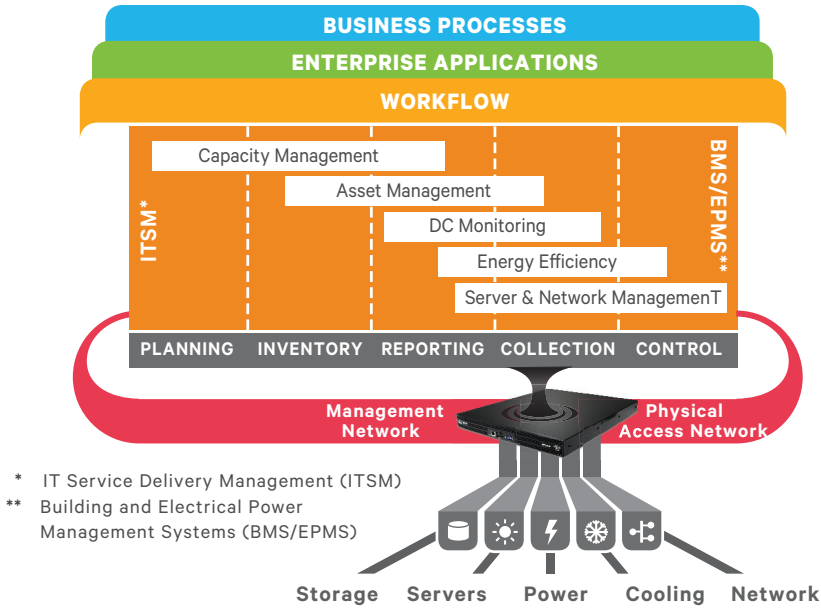 BUSINESS PROCESSES
ENTERPRISE APPLICATIONS
WORKFLOW
ITSM*
BMS/EPMS**
Capacity Management
Asset Management
DC Monitoring
Energy Efficiency
Server & Network ManagemenT
PLANNING INVENTORY REPORTING COLLECTION CONTROL
Management
Network
Physical
Access Network
* IT Service Delivery Management (ITSM)
** Building and Electrical Power
Management Systems (BMS/EPMS)
Storage Servers Power Cooling Network